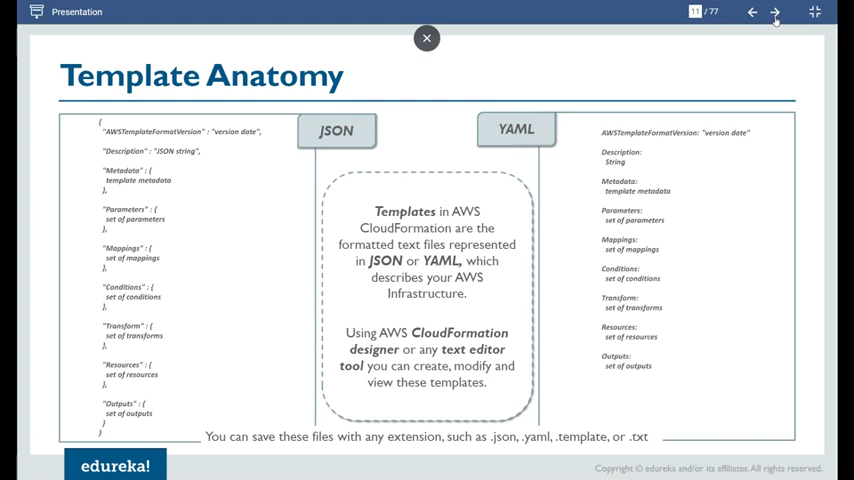 Presentation
11 / 77
Template Anatomy
{
"AWSTemplateFormatVersion" : "version date",
"Description" : "JSON string",
"Metadata" : {
template metadata
},
"Parameters" : {
set of parameters
},
"Mappings" : {
set of mappings
},
"Conditions" : {
set of conditions
},
"Transform" : {
set of transforms
},
"Resources" : {
set of resources
},
"Outputs" : {
set of outputs
}
}
JSON
Templates in AWS
CloudFormation are the
formatted text files represented
in JSON or YAML, which
describes your AWS
Infrastructure.
Using AWS CloudFormation
designer or any text editor
tool you can create, modify and
view these templates.
YAML
AWSTemplateFormatVersion: "version date"
Description:
String
Metadata:
template metadata
Parameters:
set of parameters
Mappings:
set of mappings
Conditions:
set of conditions
Transform:
set of transforms
Resources:
set of resources
Outputs:
set of outputs
You can save these files with any extension, such as .json, .yaml, .template, or .txt
edureka!
Copyright © edureka and/or its affiliates. All rights reserved.